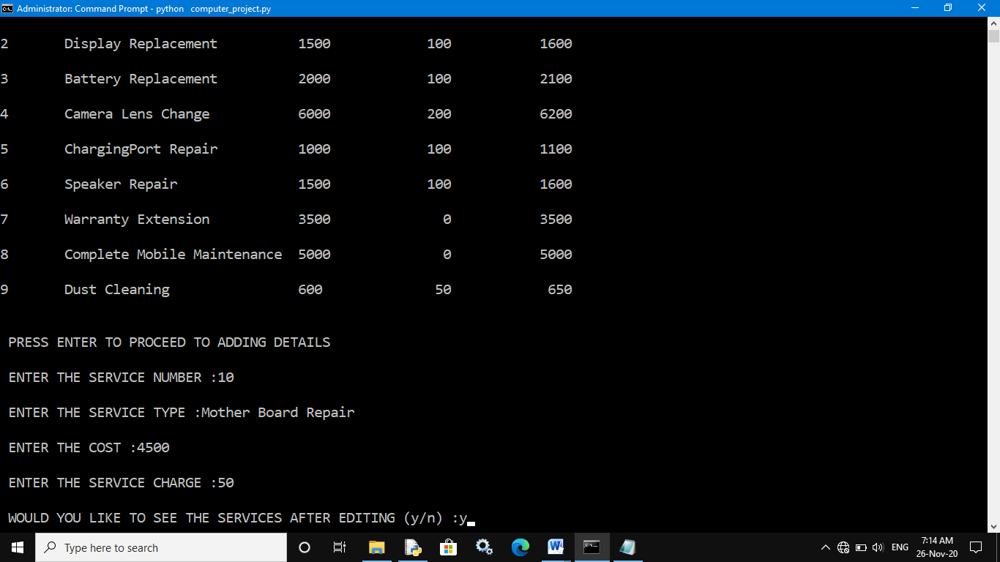 Administrator: Command Prompt - python  computer_project.py
2 Display Replacement 1500 100 1600
3 Battery Replacement 2000 100 2100
4 Camera Lens Change 6000 200 6200
5 ChargingPort Repair 1000 100 1100
6 Speaker Repair 1500 100 1600
7 Warranty Extension 3500 0 3500
8 Complete Mobile Maintenance 5000 0 5000
9 Dust Cleaning 600 50 650
PRESS ENTER TO PROCEED TO ADDING DETAILS
ENTER THE SERVICE NUMBER :10
ENTER THE SERVICE TYPE :Mother Board Repair
ENTER THE COST :4500
ENTER THE SERVICE CHARGE :50
WOULD YOU LIKE TO SEE THE SERVICES AFTER EDITING (y/n) :y
Type here to search
ENG
7:14 AM
26-Nov-20